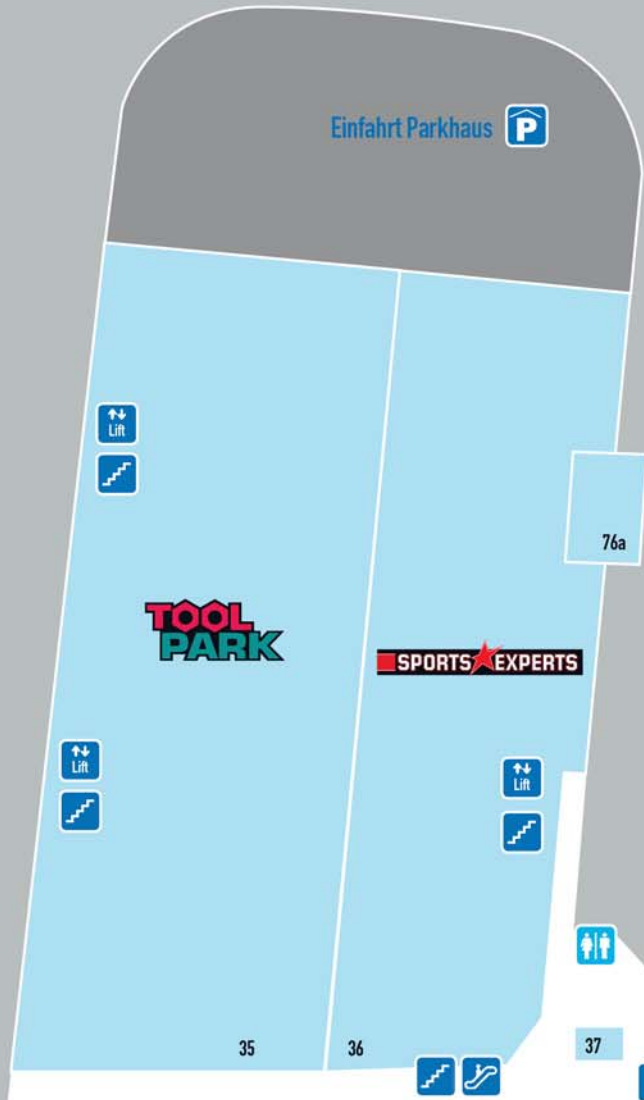 Einfahrt Parkhaus P
Lift
76a
TOOL
PARK
SPORTS EXPERTS
Lift
Lift
35
36
37